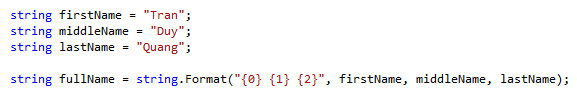 string firstName = "Tran";
string middleName = "Duy";
string lastName = "Quang";
string fullName = string.Format("{0} {1} {2}", firstName, middleName, lastName);